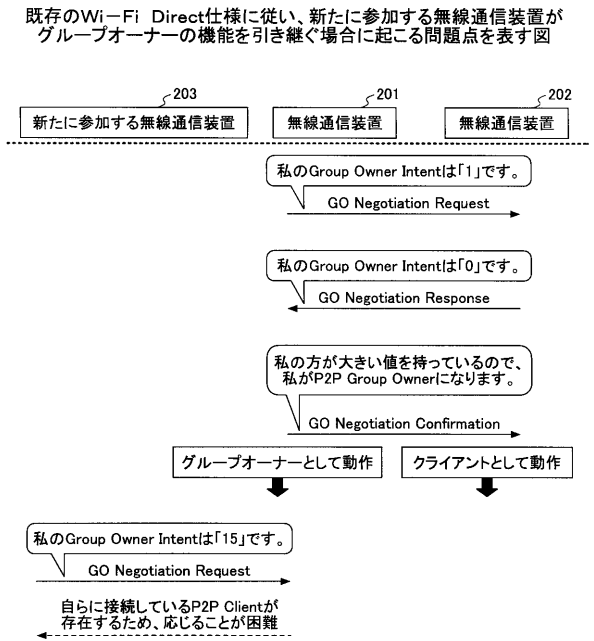 既存のWi－Fi Direct仕様に従い、新たに参加する無線通信装置が
グループオーナーの機能を引き継ぐ場合に起こる問題点を表す図
203
201
202
新たに参加する無線通信装置
無線通信装置
無線通信装置
私のGroup Owner Intentは「1」です。
GO Negotiation Request
私のGroup Owner Intentは「0」です。
GO Negotiation Response
私の方が大きい値を持っているので、
私がP2P Group Ownerになります。
GO Negotiation Confirmation
グループオーナーとして動作
クライアントとして動作
私のGroup Owner Intentは「15」です。
GO Negotiation Request
自らに接続しているP2P Clientが
存在するため、応じることが困難